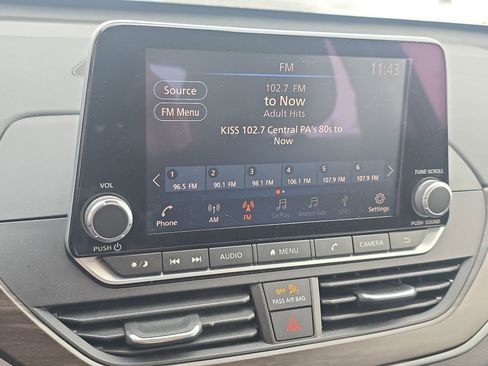 FM
11:43
Source
102.7 FM
to Now
Adult Hits
FM Menu
KISS 102.7 Central PA's 80s to
Now
1 2 3 4 5 6
96.5 FM 90.1 FM 98.1 FM 106.1 FM 107.9 FM 107.9 FM
VOL
TUNE·SCROLL
Phone AM FM CarPlay Android Auto USB1 Settings
PUSH
PUSH SOUND
AUDIO MENU CAMERA
OFF
PASS AIR BAG